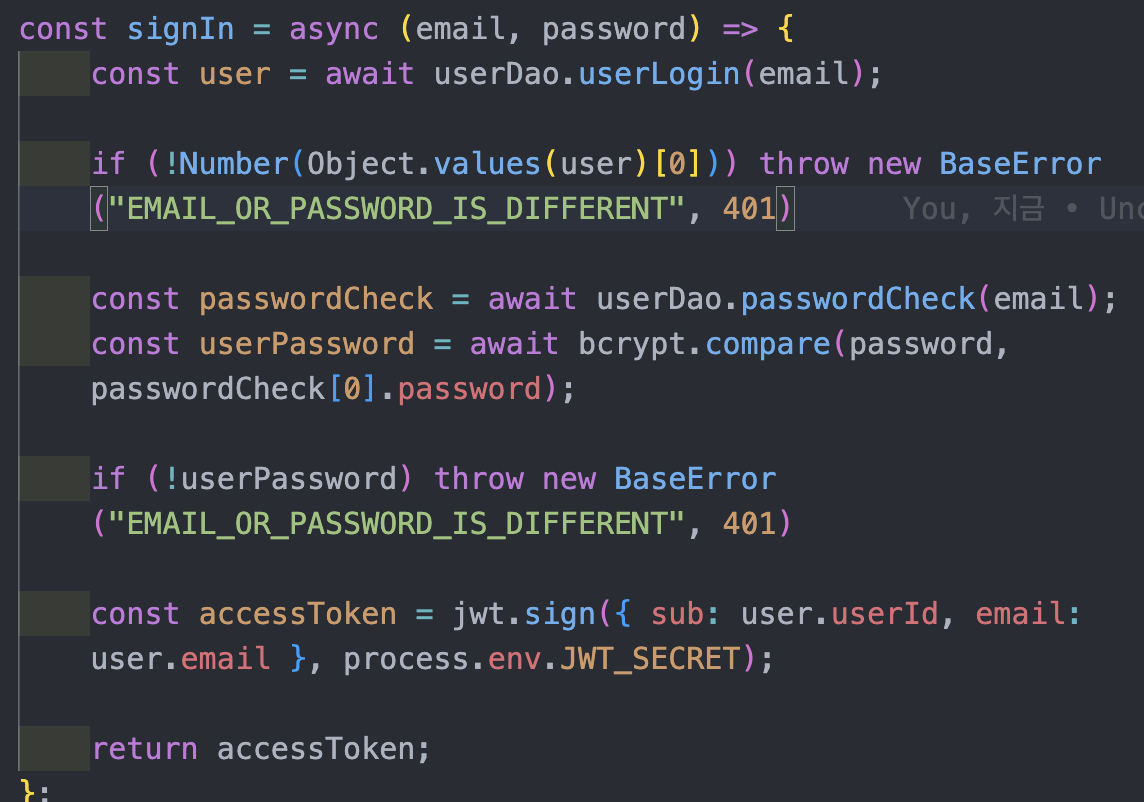 const signIn = async (email, password) => {
const user = await userDao.userLogin(email);
if (!Number(Object.values(user)[0])) throw new BaseError
("EMAIL_OR_PASSWORD_IS_DIFFERENT", 401) You, 지금 •
const passwordCheck = await userDao.passwordCheck(email);
const userPassword = await bcrypt.compare(password,
passwordCheck[0].password);
if (!userPassword) throw new BaseError
("EMAIL_OR_PASSWORD_IS_DIFFERENT", 401)
const accessToken = jwt.sign({ sub: user.userId, email:
user.email }, process.env.JWT_SECRET);
return accessToken;
};